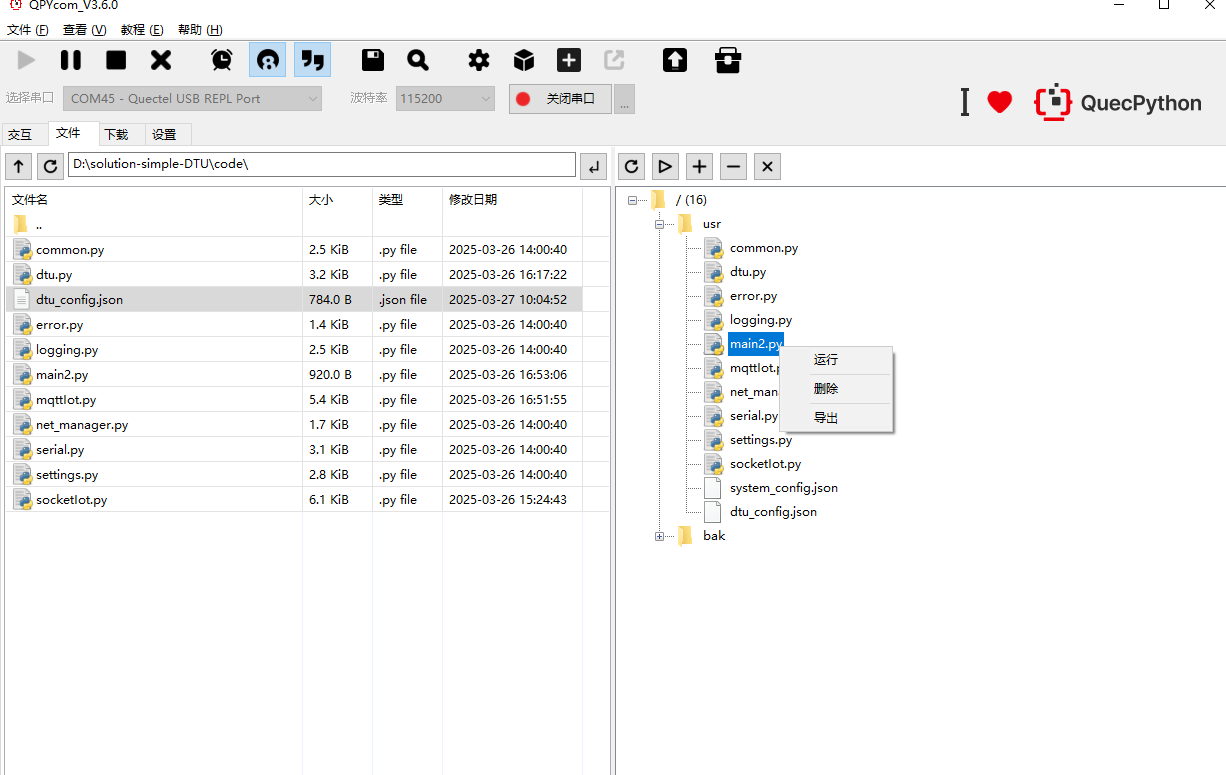 QPYcom_V3.6.0
文件 (F) 查看 (V) 教程 (E) 帮助 (H)
选择串口 COM45 - Quectel USB REPL Port 波特率 115200 关闭串口 ...
I QuecPython
交互 文件 下载 设置
D:\solution-simple-DTU\code\
文件名 大小 类型 修改日期
..
common.py 2.5 KiB .py file 2025-03-26 14:00:40
dtu.py 3.2 KiB .py file 2025-03-26 16:17:22
dtu_config.json 784.0 B .json file 2025-03-27 10:04:52
error.py 1.4 KiB .py file 2025-03-26 14:00:40
logging.py 2.5 KiB .py file 2025-03-26 14:00:40
main2.py 920.0 B .py file 2025-03-26 16:53:06
mqttIot.py 5.4 KiB .py file 2025-03-26 16:51:55
net_manager.py 1.7 KiB .py file 2025-03-26 14:00:40
serial.py 3.1 KiB .py file 2025-03-26 14:00:40
settings.py 2.8 KiB .py file 2025-03-26 14:00:40
socketIot.py 6.1 KiB .py file 2025-03-26 15:24:43
/ (16)
usr
common.py
dtu.py
error.py
logging.py
main2.py
mqttIot.p
net_mana
serial.py
settings.py
socketIot.py
system_config.json
dtu_config.json
bak
运行
删除
导出